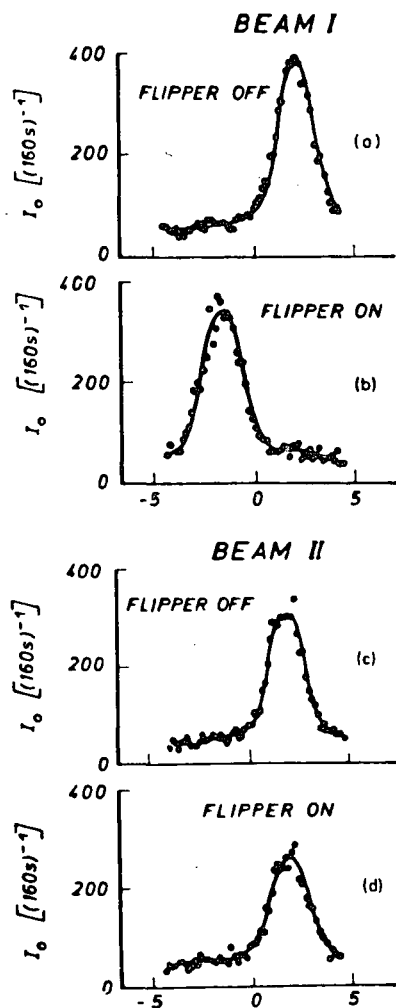 BEAM I
400
FLIPPER OFF
(a)
200
0
I₀ [(160s)⁻¹]
400
FLIPPER ON
(b)
200
0
I₀ [(160s)⁻¹]
-5 0 5
BEAM II
400
FLIPPER OFF
(c)
200
0
I₀ [(160s)⁻¹]
400
FLIPPER ON
(d)
200
0
I₀ [(160s)⁻¹]
-5 0 5